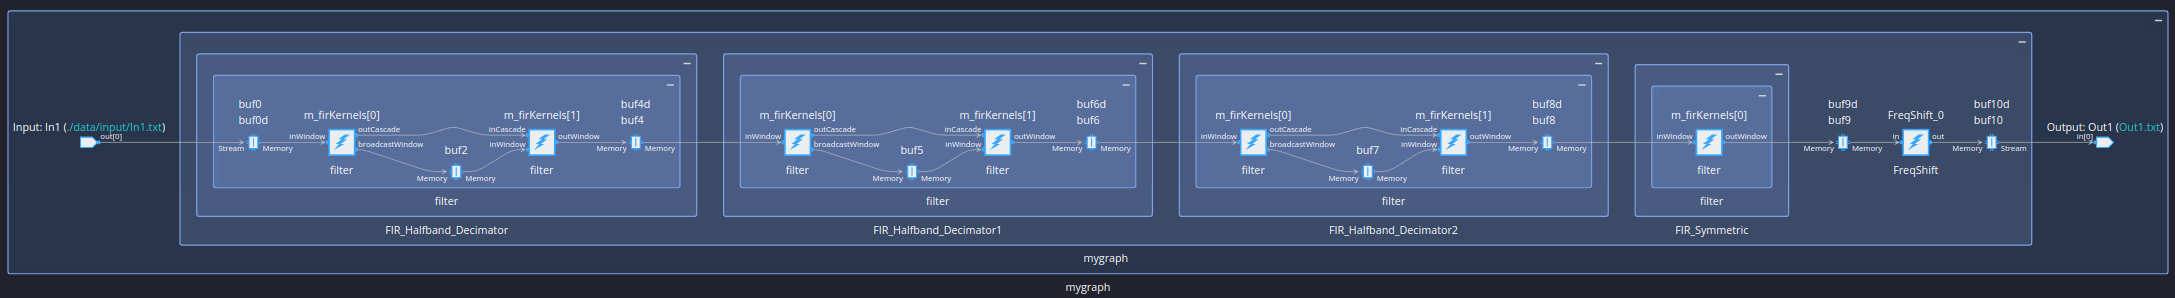 Input: In1 (./data/input/In1.txt)
out[0]
buf0
buf0d
Stream
Memory
m_firKernels[0]
inWindow
outCascade
broadcastWindow
filter
buf2
Memory
Memory
m_firKernels[1]
inCascade
inWindow
outWindow
filter
buf4d
buf4
Memory
Memory
filter
FIR_Halfband_Decimator
m_firKernels[0]
inWindow
outCascade
broadcastWindow
filter
buf5
Memory
Memory
m_firKernels[1]
inCascade
inWindow
outWindow
filter
buf6d
buf6
Memory
Memory
filter
FIR_Halfband_Decimator1
m_firKernels[0]
inWindow
outCascade
broadcastWindow
filter
buf7
Memory
Memory
m_firKernels[1]
inCascade
inWindow
outWindow
filter
buf8d
buf8
Memory
Memory
filter
FIR_Halfband_Decimator2
m_firKernels[0]
inWindow
outWindow
filter
filter
FIR_Symmetric
buf9d
buf9
Memory
Memory
FreqShift_0
in
out
FreqShift
buf10d
buf10
Memory
Stream
Output: Out1 (Out1.txt)
in[0]
mygraph
mygraph